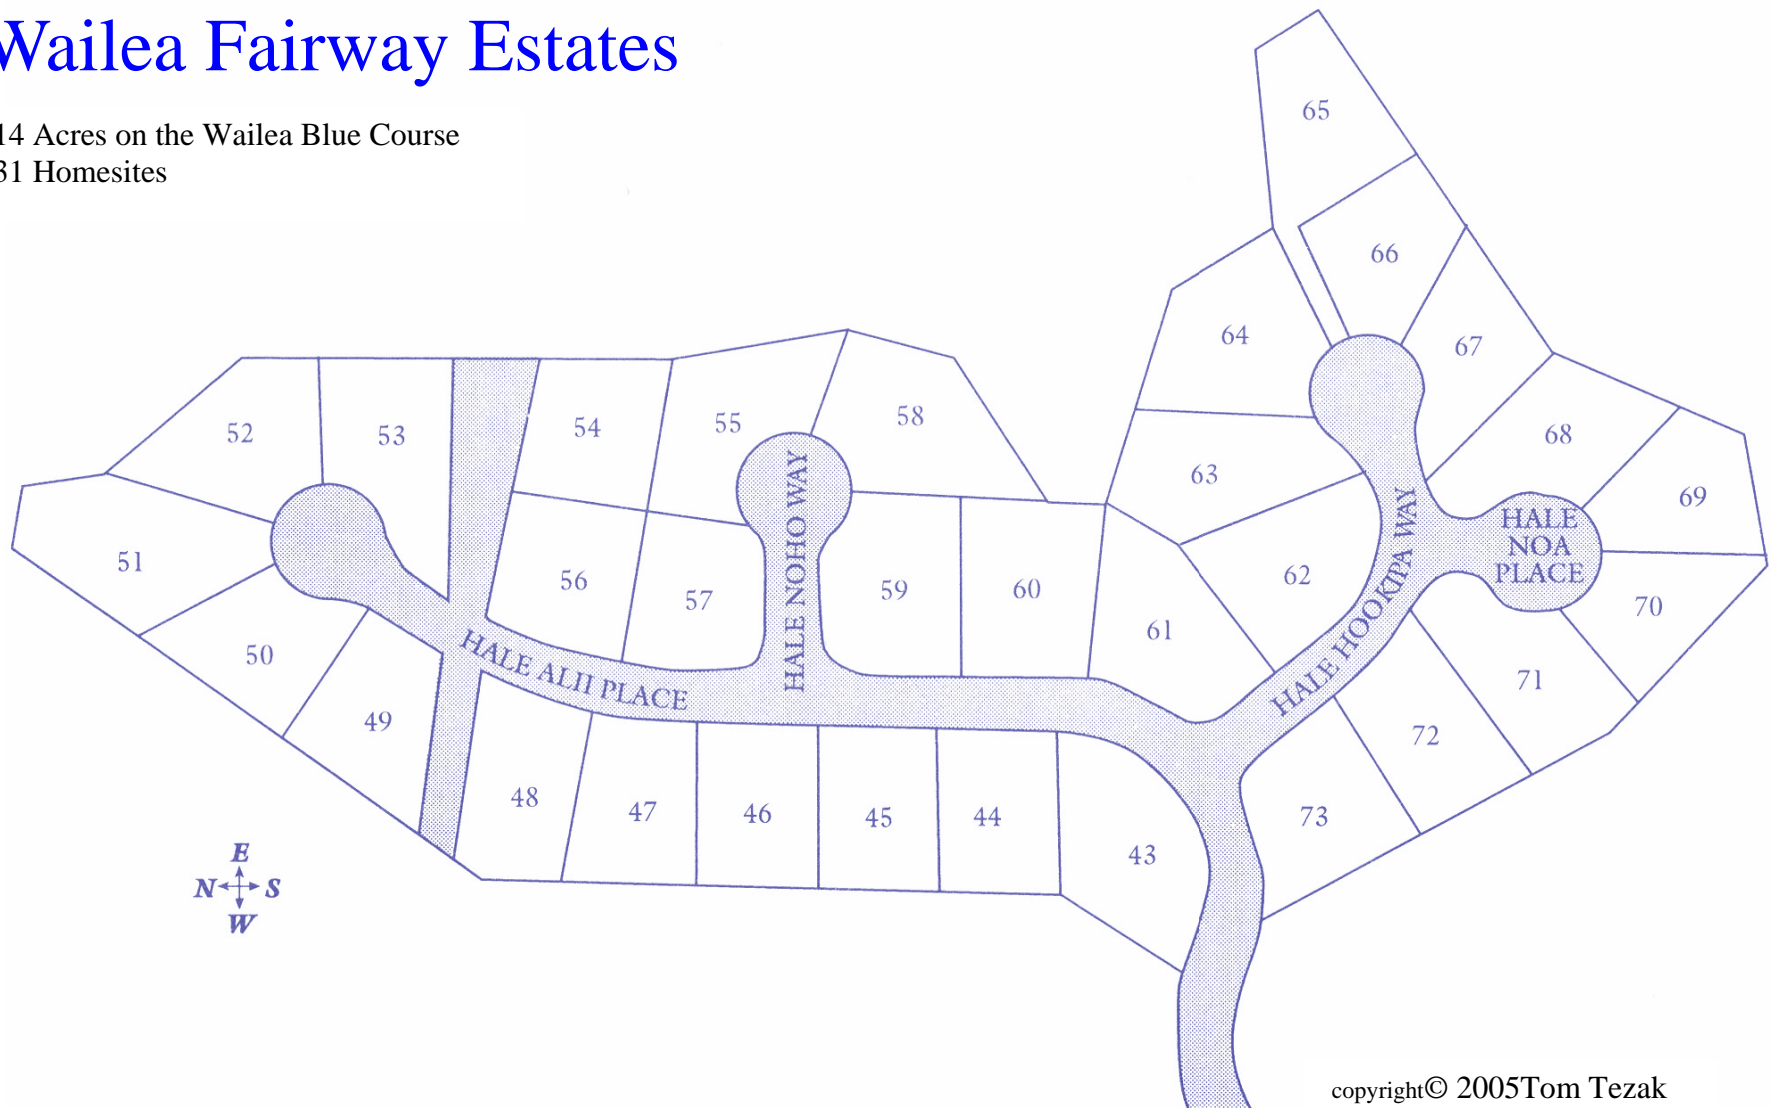 Wailea Fairway Estates
14 Acres on the Wailea Blue Course
31 Homesites
65
66
64
67
52
53
54
55
58
68
63
69
51
56
57
59
60
62
61
70
50
49
71
72
48
47
46
45
44
43
73
HALE NOHO WAY
HALE ALII PLACE
HALE HOOKIPA WAY
HALE
NOA
PLACE
E
N S
W
copyright© 2005Tom Tezak